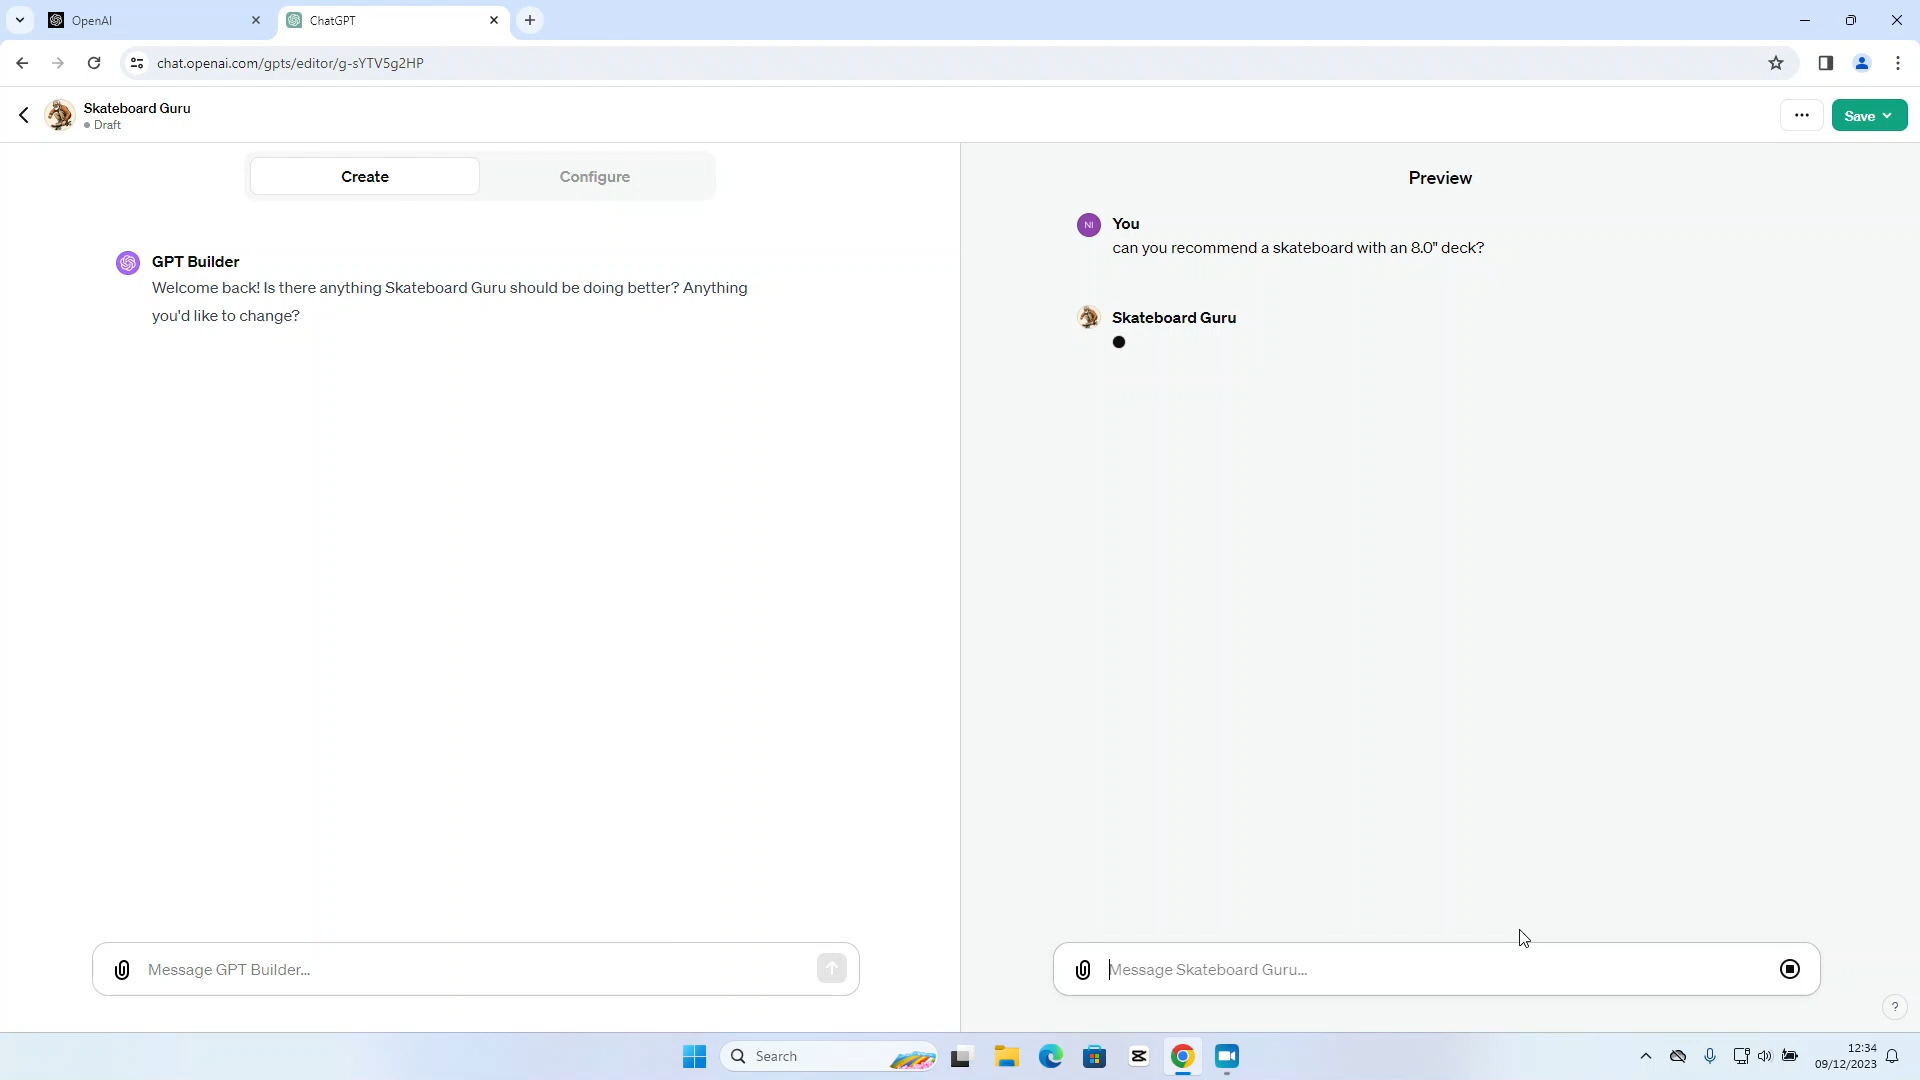 OpenAI
ChatGPT
chat.openai.com/gpts/editor/g-sYTV5g2HP
Skateboard Guru
Draft
Save
Create
Configure
GPT Builder
Welcome back! Is there anything Skateboard Guru should be doing better? Anything
you'd like to change?
Message GPT Builder...
Preview
NI
You
can you recommend a skateboard with an 8.0" deck?
Skateboard Guru
Message Skateboard Guru...
?
Search
12:34
09/12/2023